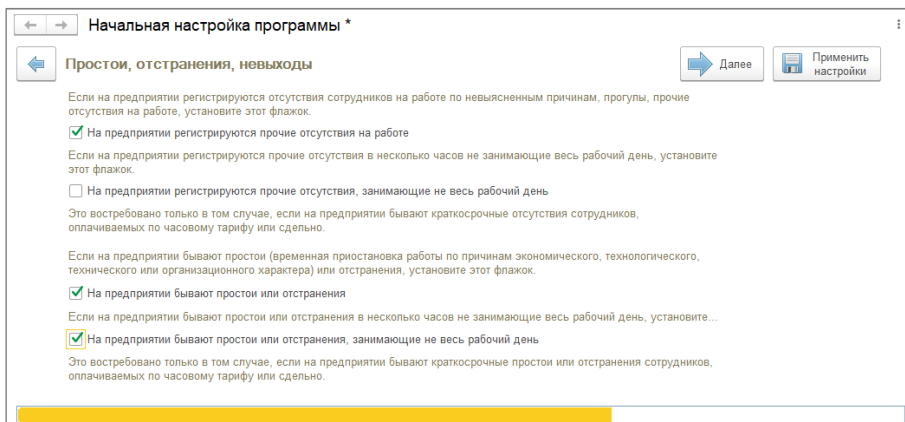 Начальная настройка программы *
Простои, отстранения, невыходы
Далее
Применить
настройки
Если на предприятии регистрируются отсутствия сотрудников на работе по невыясненным причинам, прогулы, прочие
отсутствия на работе, установите этот флажок.
На предприятии регистрируются прочие отсутствия на работе
Если на предприятии регистрируются прочие отсутствия в несколько часов не занимающие весь рабочий день, установите
этот флажок.
На предприятии регистрируются прочие отсутствия, занимающие не весь рабочий день
Это востребовано только в том случае, если на предприятии бывают краткосрочные отсутствия сотрудников,
оплачиваемых по часовому тарифу или сдельно.
Если на предприятии бывают простои (временная приостановка работы по причинам экономического, технологического,
технического или организационного характера) или отстранения, установите этот флажок.
На предприятии бывают простои или отстранения
Если на предприятии бывают простои или отстранения в несколько часов не занимающие весь рабочий день, установите...
На предприятии бывают простои или отстранения, занимающие не весь рабочий день
Это востребовано только в том случае, если на предприятии бывают краткосрочные простои или отстранения сотрудников,
оплачиваемых по часовому тарифу или сдельно.